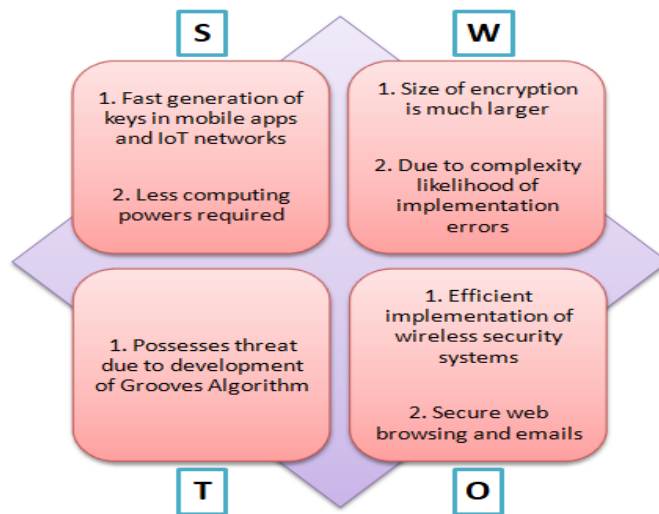 S
W
1. Fast generation of
keys in mobile apps
and IoT networks
2. Less computing
powers required
1. Size of encryption
is much larger
2. Due to complexity
likelihood of
implementation
errors
1. Possesses threat
due to development
of Grooves Algorithm
1. Efficient
implementation of
wireless security
systems
2. Secure web
browsing and emails
T
O